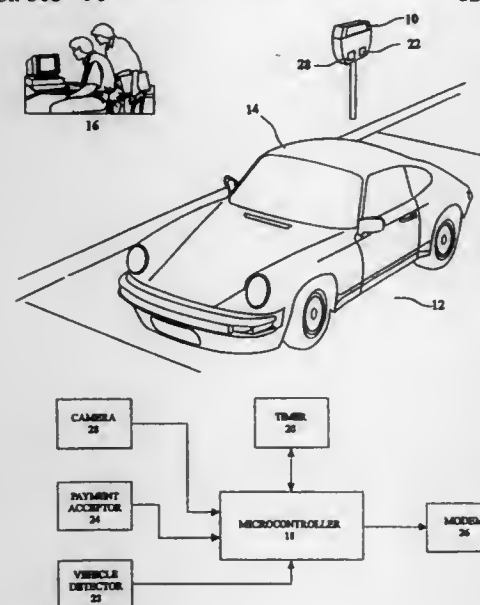 10
22
28
14
16
12
CAMERA
28
TIMER
20
PAYMENT
ACCEPTOR
24
MICROCONTROLLER
18
MODEM
26
VEHICLE
DETECTOR
22